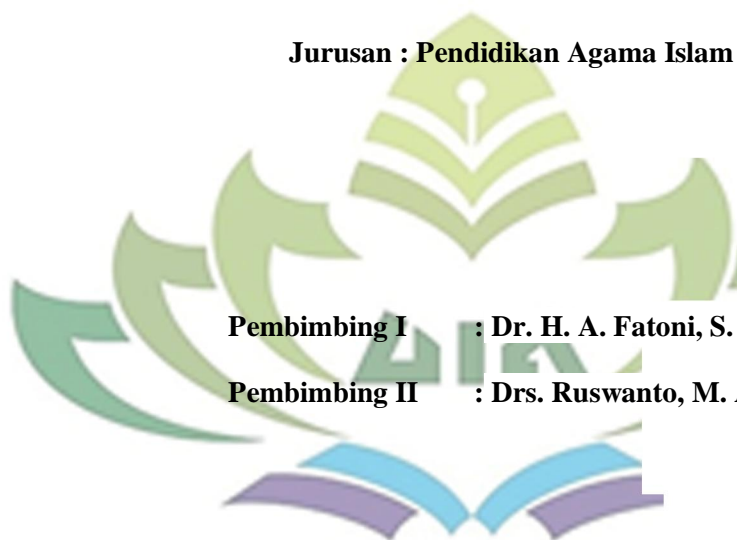 Jurusan : Pendidikan Agama Islam
Pembimbing I : Dr. H. A. Fatoni, S.
Pembimbing II : Drs. Ruswanto, M.